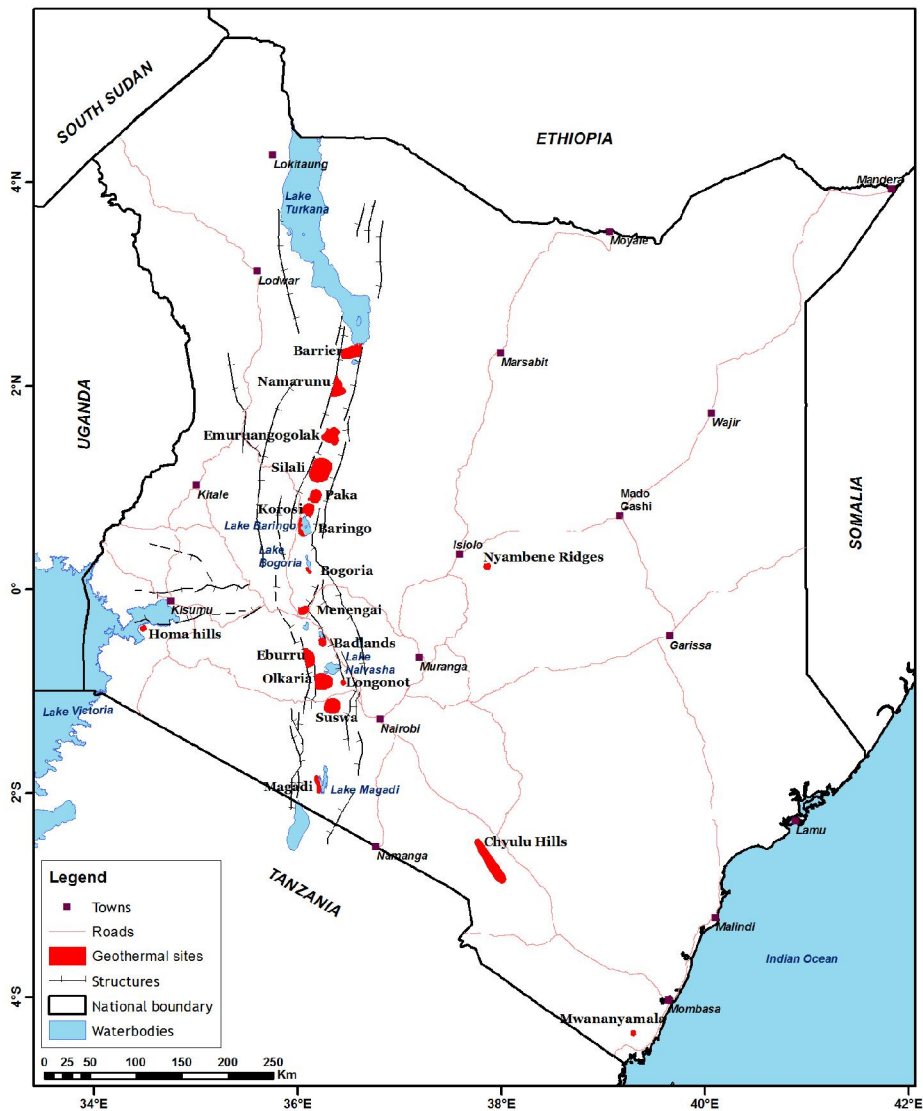 SOUTH SUDAN
ETHIOPIA
Lokitaung
Mandera
4°N
Lake
Turkana
Moyale
Lodwar
Barrier
Marsabit
Namarunu
2°N
UGANDA
Wajir
Emuruangogolak
Silali
Kitale
Paka
Korosi
Mado
Gashi
SOMALIA
Lake Baringo
Baringo
Isiolo
Lake
Bogoria
Nyambene Ridges
Bogoria
0°
Kisumu
Menengai
Homa hills
Badlands
Garissa
Eburru
Lake
Naivasha
Muranga
Olkaria
Longonot
Lake Victoria
Suswa
Nairobi
Magadi
Lake Magadi
2°S
Lamu
Chyulu Hills
Namanga
TANZANIA
Legend
Towns
Roads
Geothermal sites
Structures
National boundary
Waterbodies
0 25 50 100 150 200 250
Km
Malindi
Indian Ocean
4°S
Mombasa
Mwananyamala
34°E
36°E
38°E
40°E
42°E